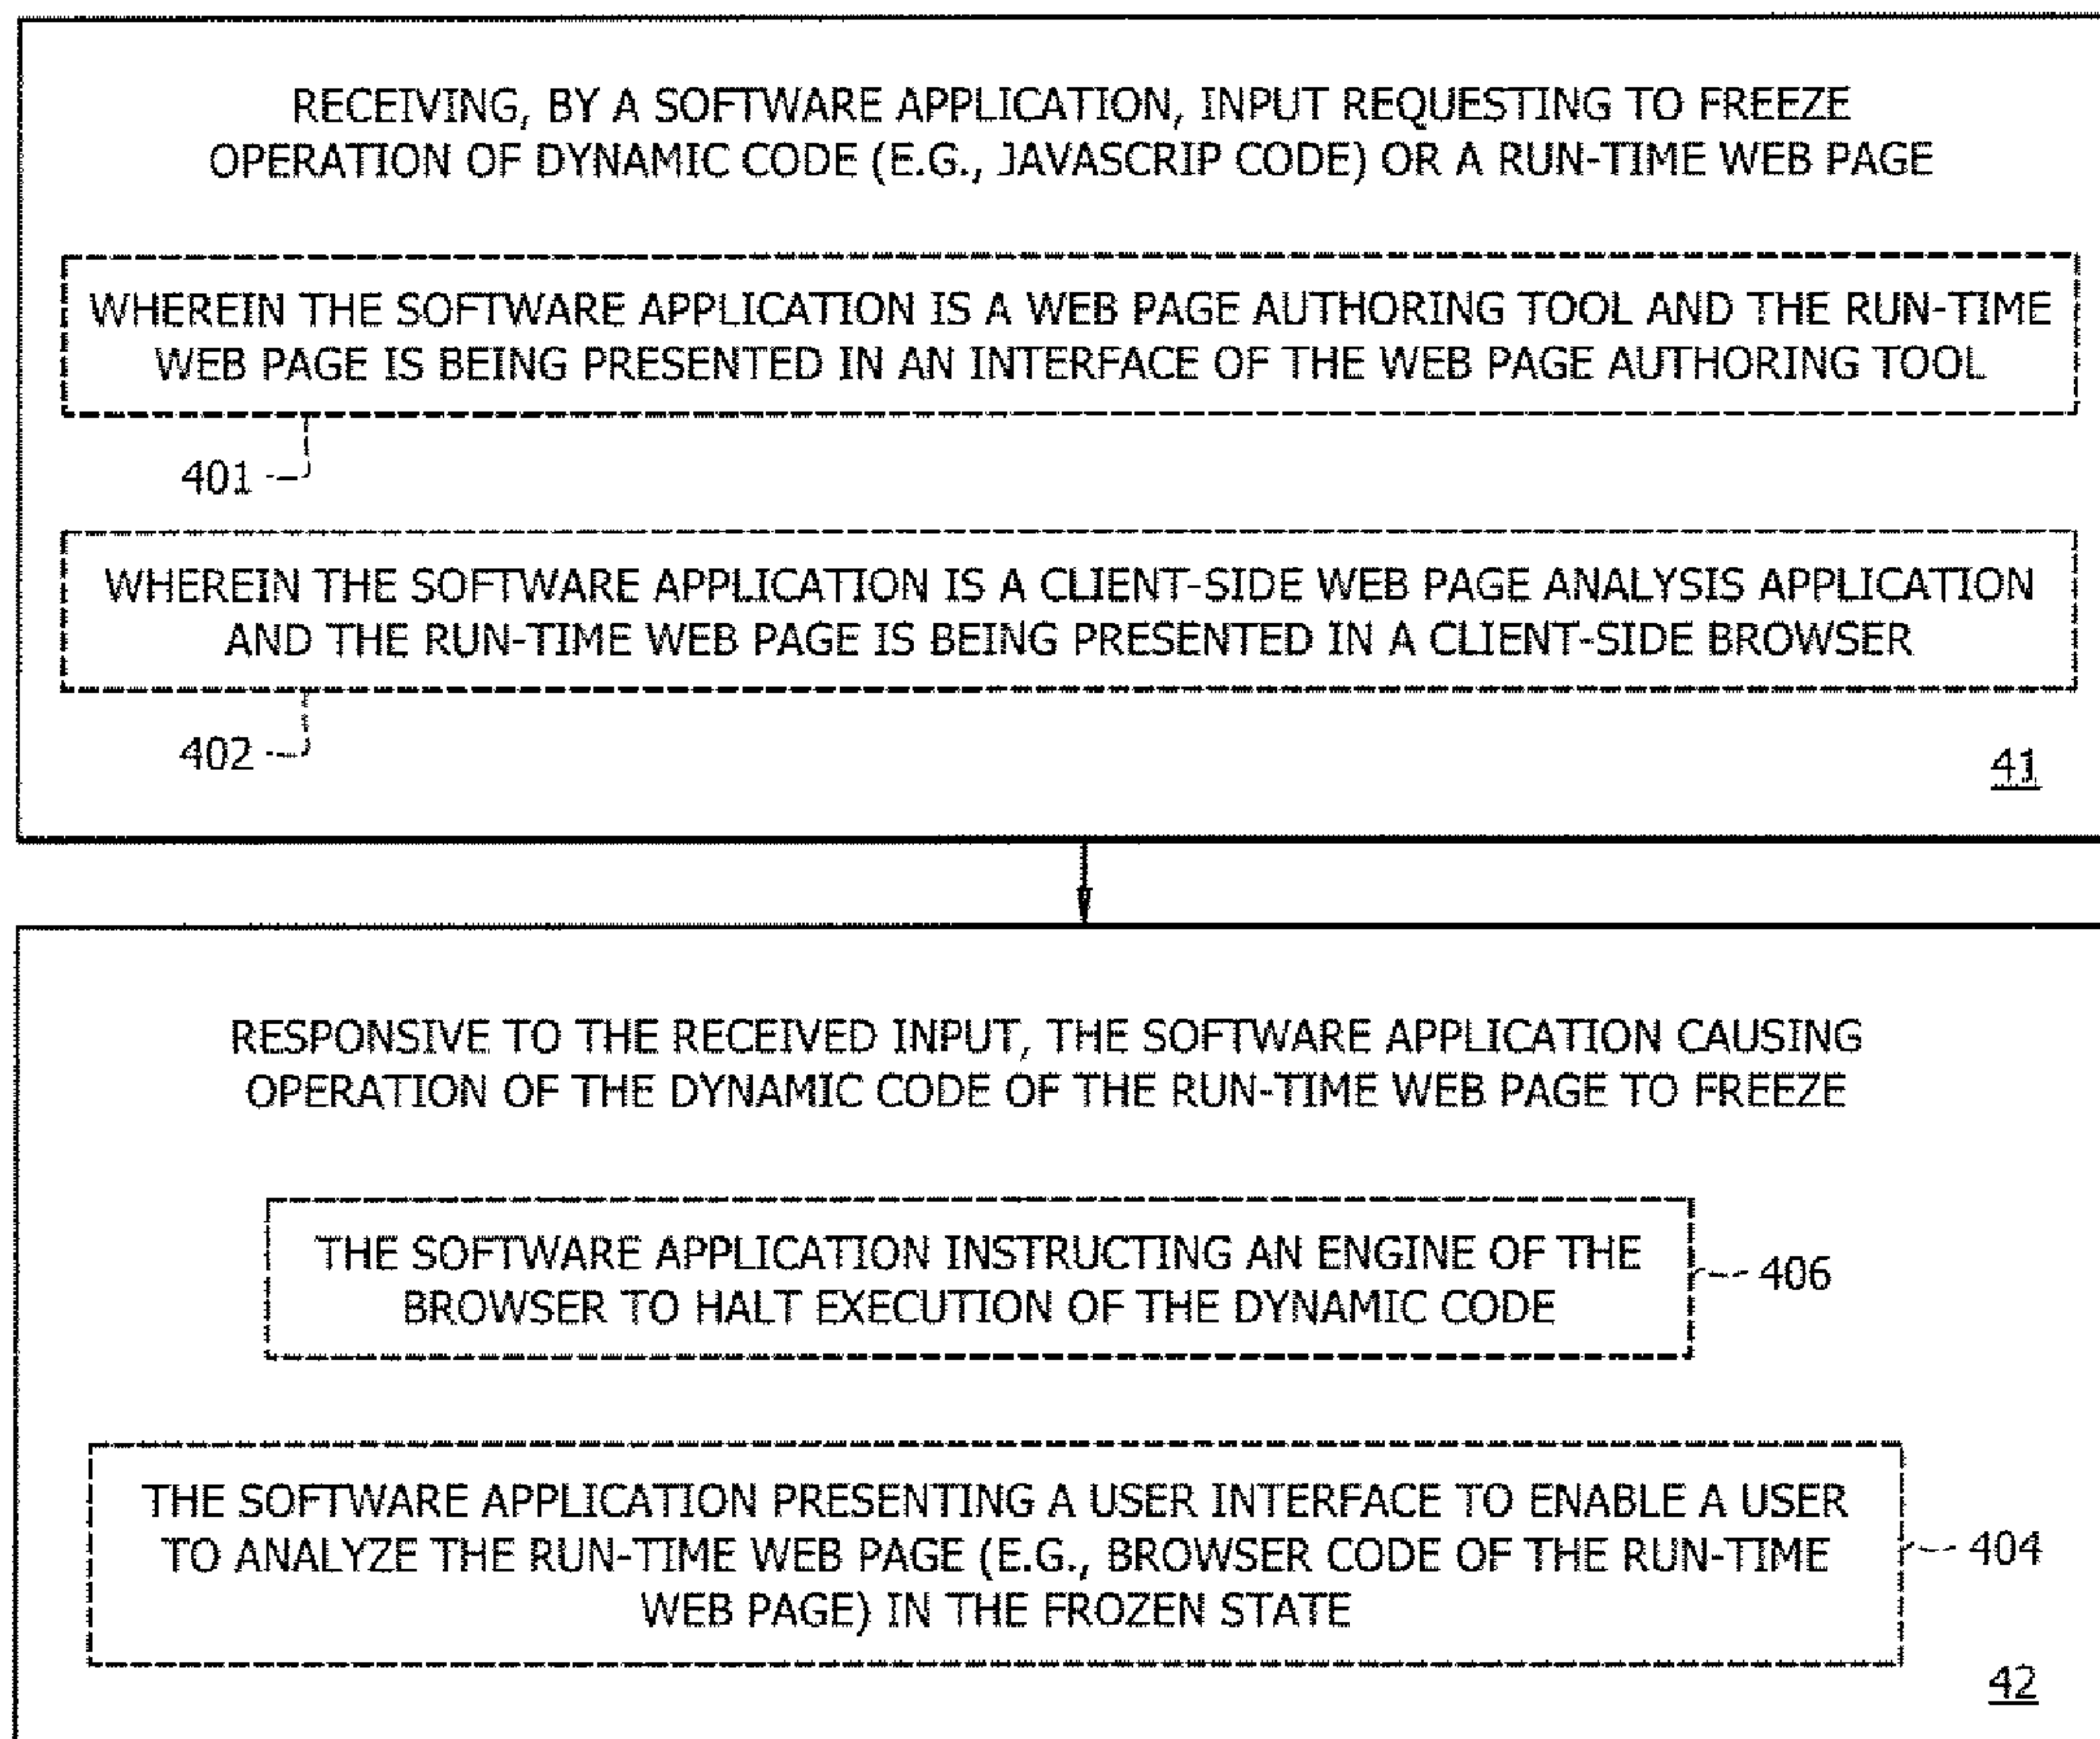 RECEIVING, BY A SOFTWARE APPLICATION, INPUT REQUESTING TO FREEZE
OPERATION OF DYNAMIC CODE (E.G., JAVASCRIP CODE) OR A RUN-TIME WEB PAGE
WHEREIN THE SOFTWARE APPLICATION IS A WEB PAGE AUTHORING TOOL AND THE RUN-TIME
WEB PAGE IS BEING PRESENTED IN AN INTERFACE OF THE WEB PAGE AUTHORING TOOL
401
WHEREIN THE SOFTWARE APPLICATION IS A CLIENT-SIDE WEB PAGE ANALYSIS APPLICATION
AND THE RUN-TIME WEB PAGE IS BEING PRESENTED IN A CLIENT-SIDE BROWSER
402
41
RESPONSIVE TO THE RECEIVED INPUT, THE SOFTWARE APPLICATION CAUSING
OPERATION OF THE DYNAMIC CODE OF THE RUN-TIME WEB PAGE TO FREEZE
THE SOFTWARE APPLICATION INSTRUCTING AN ENGINE OF THE
BROWSER TO HALT EXECUTION OF THE DYNAMIC CODE
406
THE SOFTWARE APPLICATION PRESENTING A USER INTERFACE TO ENABLE A USER
TO ANALYZE THE RUN-TIME WEB PAGE (E.G., BROWSER CODE OF THE RUN-TIME
WEB PAGE) IN THE FROZEN STATE
404
42